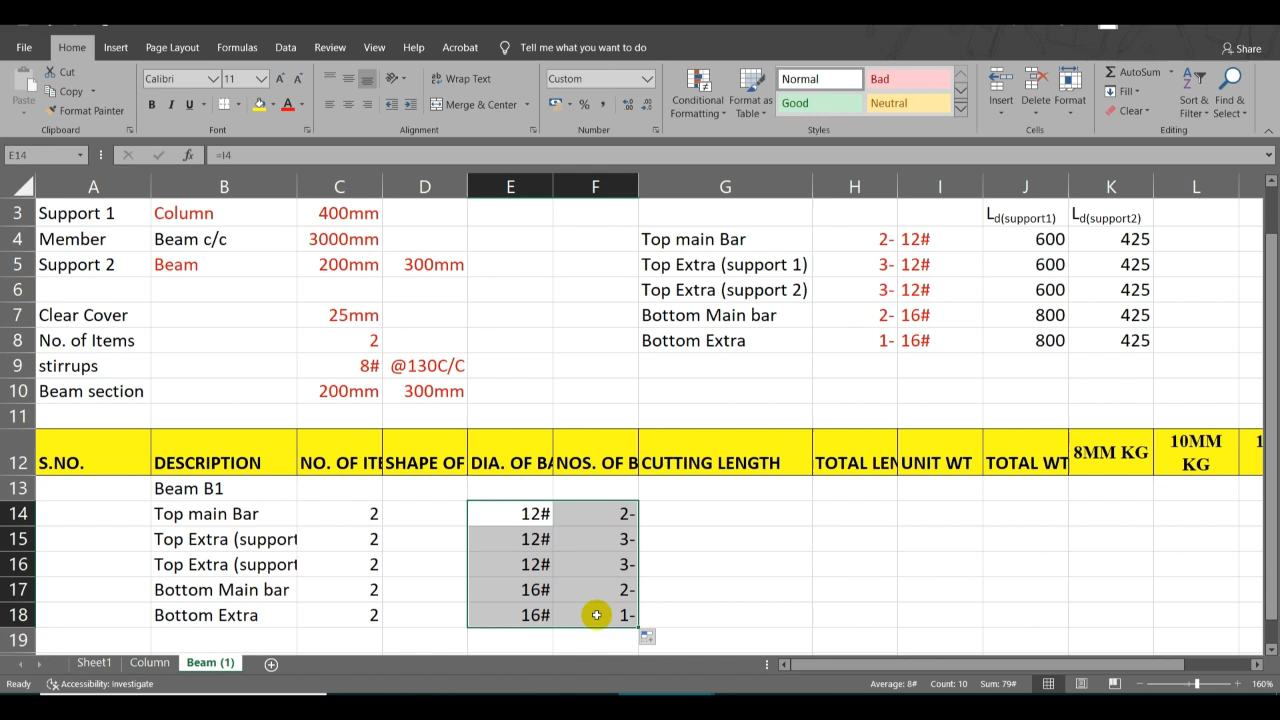 File Home Insert Page Layout Formulas Data Review View Help Acrobat Tell me what you want to do Share
Cut Calibri 11 Wrap Text Custom Normal Bad AutoSum
Paste Copy Conditional Formatting Format as Table Insert Delete Format Fill Sort & Filter Find & Select
Format Painter B I U A Merge & Center % , Good Neutral Clear
Clipboard Font Alignment Number Styles Cells Editing
E14 fx =I4
A B C D E F G H I J K L
3 Support 1 Column 400mm Ld(support1) Ld(support2)
4 Member Beam c/c 3000mm Top main Bar 2- 12# 600 425
5 Support 2 Beam 200mm 300mm Top Extra (support 1) 3- 12# 600 425
6 Top Extra (support 2) 3- 12# 600 425
7 Clear Cover 25mm Bottom Main bar 2- 16# 800 425
8 No. of Items 2 Bottom Extra 1- 16# 800 425
9 stirrups 8# @130C/C
10 Beam section 200mm 300mm
11
12 S.NO. DESCRIPTION NO. OF ITE SHAPE OF DIA. OF BA NOS. OF B CUTTING LENGTH TOTAL LEN UNIT WT TOTAL WT 8MM KG 10MM KG 1
13 Beam B1
14 Top main Bar 2 12# 2-
15 Top Extra (support 2 12# 3-
16 Top Extra (support 2 12# 3-
17 Bottom Main bar 2 16# 2-
18 Bottom Extra 2 16# 1-
19
Sheet1 Column Beam (1)
Ready Accessibility: Investigate Average: 8# Count: 10 Sum: 79# 160%